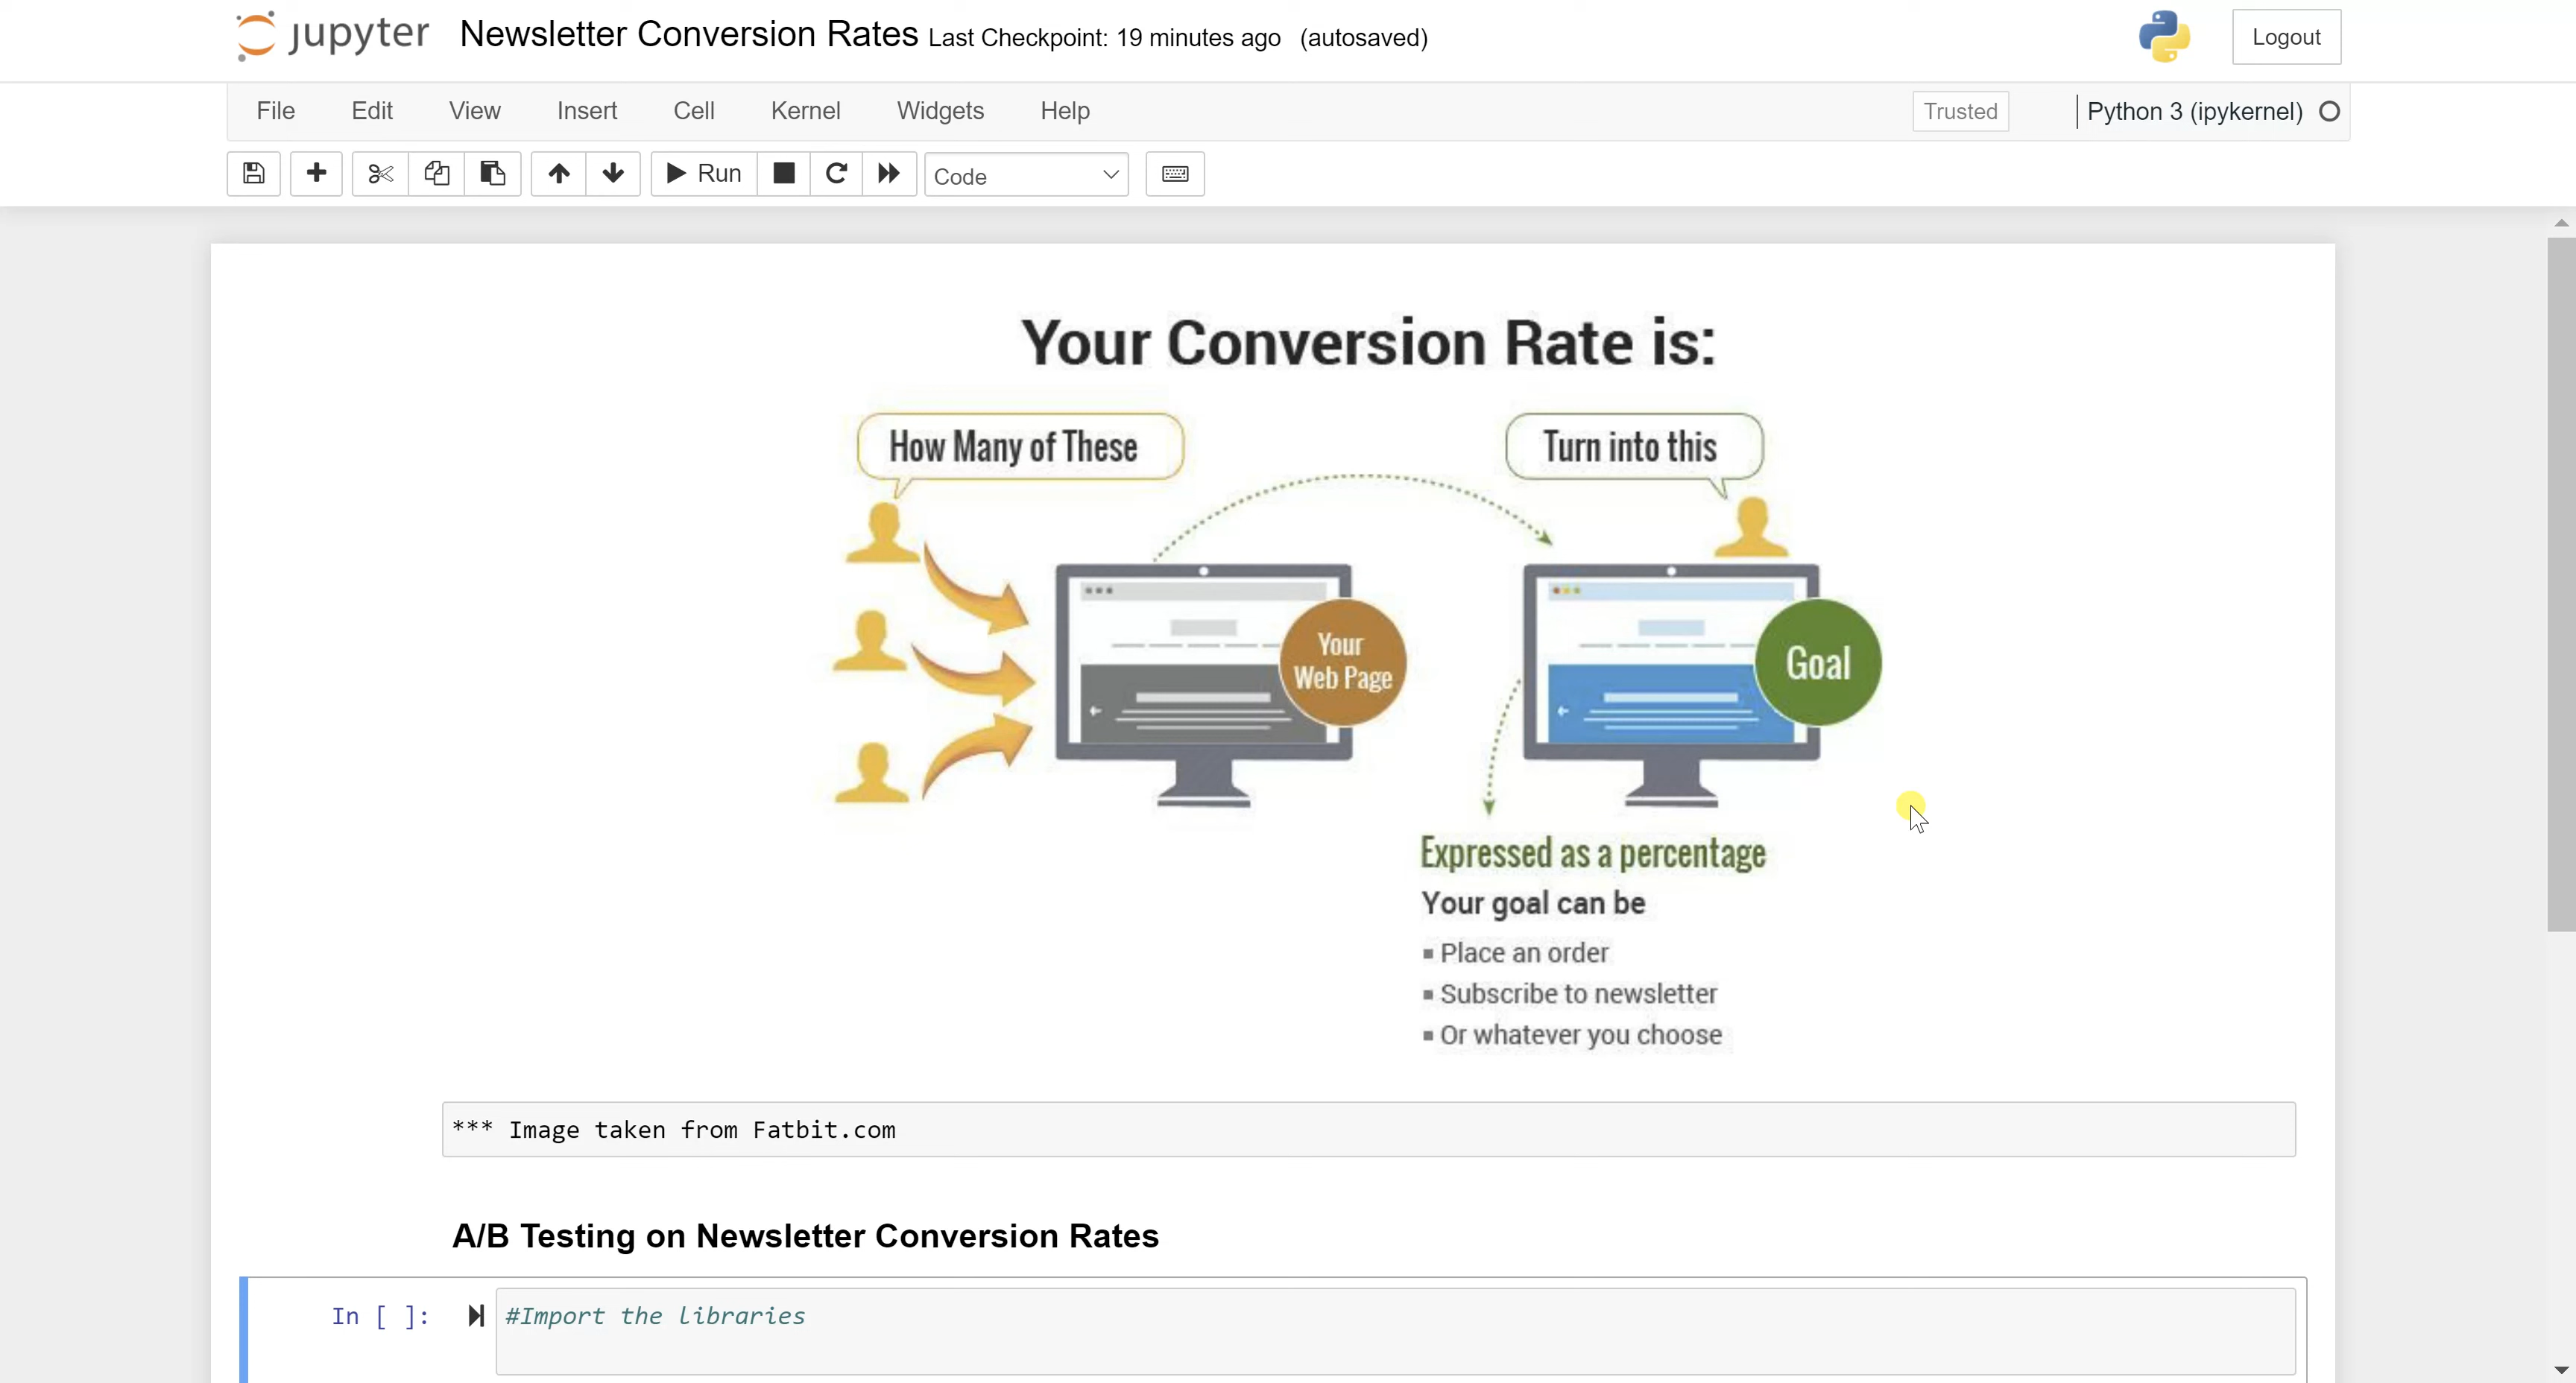 jupyter Newsletter Conversion Rates Last Checkpoint: 19 minutes ago (autosaved)
Logout
File Edit View Insert Cell Kernel Widgets Help
Trusted
Python 3 (ipykernel)
Run
Code
Your Conversion Rate is:
How Many of These
Turn into this
Your
Web Page
Goal
Expressed as a percentage
Your goal can be
▪ Place an order
▪ Subscribe to newsletter
▪ Or whatever you choose
*** Image taken from Fatbit.com
A/B Testing on Newsletter Conversion Rates
In [ ]: #Import the libraries